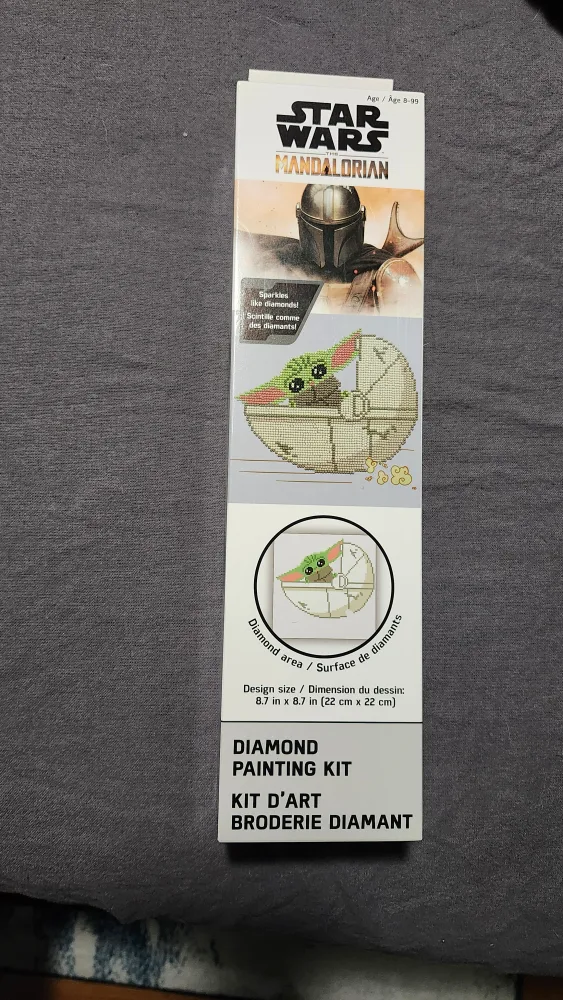 Age / Âge 8-99
STAR
WARS
THE
MANDALORIAN
Sparkles
like diamonds!
Scintille comme
des diamants!
Diamond area / Surface de diamants
Design size / Dimension du dessin:
8.7 in x 8.7 in (22 cm x 22 cm)
DIAMOND
PAINTING KIT
KIT D'ART
BRODERIE DIAMANT